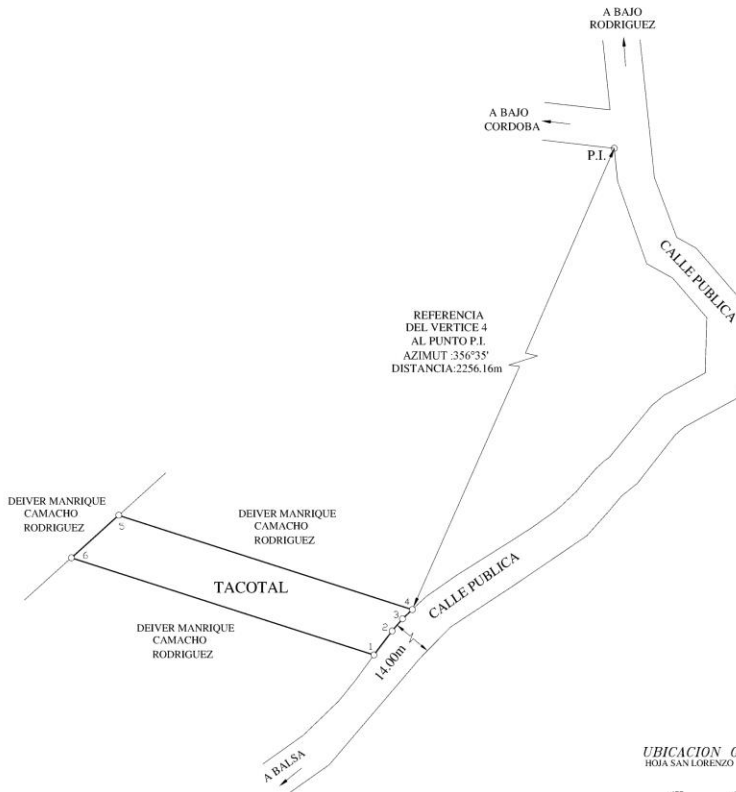 A BAJO
RODRIGUEZ
A BAJO
CORDOBA
P.I.
CALLE PUBLICA
REFERENCIA
DEL VERTICE 4
AL PUNTO P.I.
AZIMUT :356°35'
DISTANCIA:2256.16m
DEIVER MANRIQUE
CAMACHO
RODRIGUEZ
5
DEIVER MANRIQUE
CAMACHO
RODRIGUEZ
6
TACOTAL
4
3
CALLE PUBLICA
2
1
DEIVER MANRIQUE
CAMACHO
RODRIGUEZ
14.00m
A BALSA
UBICACION
HOJA SAN LORENZO